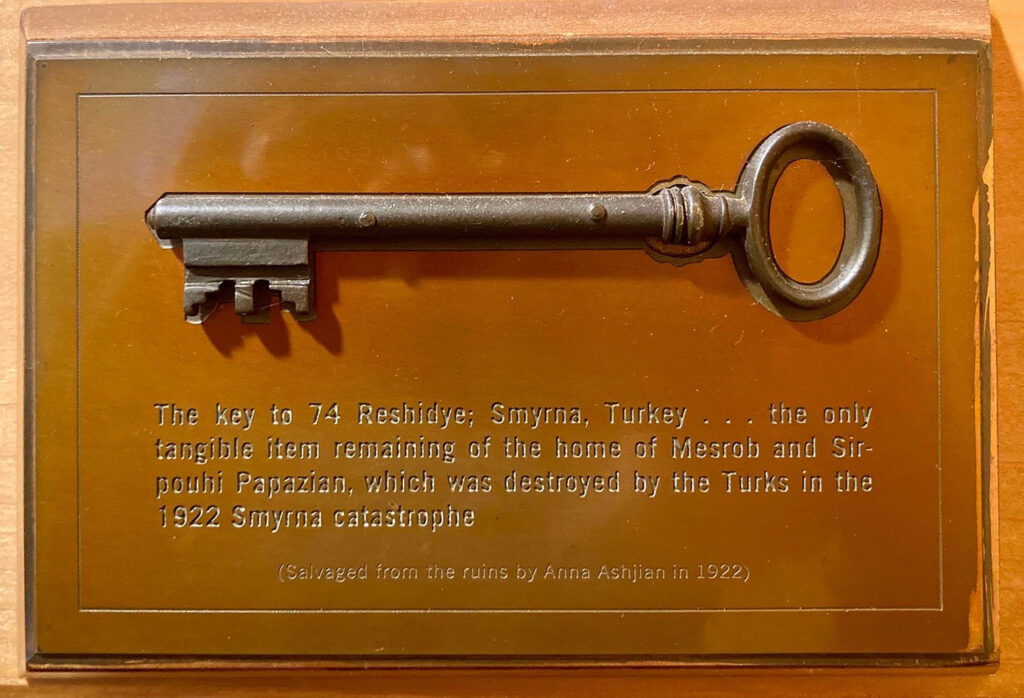 The key to 74 Reshidye; Smyrna, Turkey . . . the only
tangible item remaining of the home of Mesrob and Sir-
pouhi Papazian, which was destroyed by the Turks in the
1922 Smyrna catastrophe
(Salvaged from the ruins by Anna Ashjian in 1922)